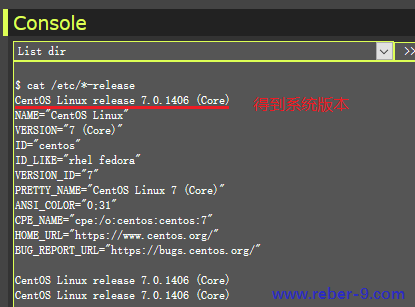 Console
List dir
>>
$ cat /etc/*-release
CentOS Linux release 7.0.1406 (Core)
得到系统版本
NAME="CentOS Linux"
VERSION="7 (Core)"
ID="centos"
ID_LIKE="rhel fedora"
VERSION_ID="7"
PRETTY_NAME="CentOS Linux 7 (Core)"
ANSI_COLOR="0;31"
CPE_NAME="cpe:/o:centos:centos:7"
HOME_URL="https://www.centos.org/"
BUG_REPORT_URL="https://bugs.centos.org/"
CentOS Linux release 7.0.1406 (Core)
CentOS Linux release 7.0.1406 (Core)
www.reber-9.com